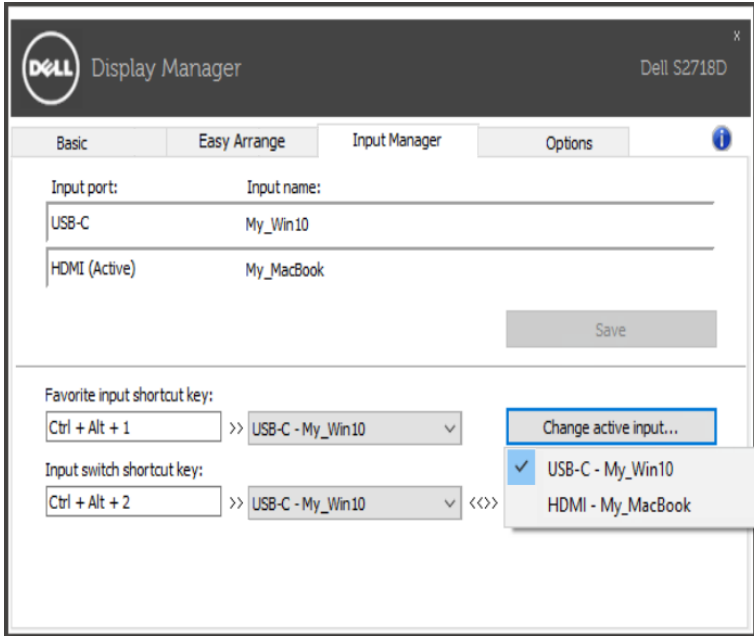 x
DELL Display Manager Dell S2718D
Basic Easy Arrange Input Manager Options i
Input port: Input name:
USB-C My_Win10
HDMI (Active) My_MacBook
Save
Favorite input shortcut key:
Ctrl + Alt + 1 >> USB-C - My_Win10 Change active input...
USB-C - My_Win10
Input switch shortcut key:
Ctrl + Alt + 2 >> USB-C - My_Win10 <<>> HDMI - My_MacBook